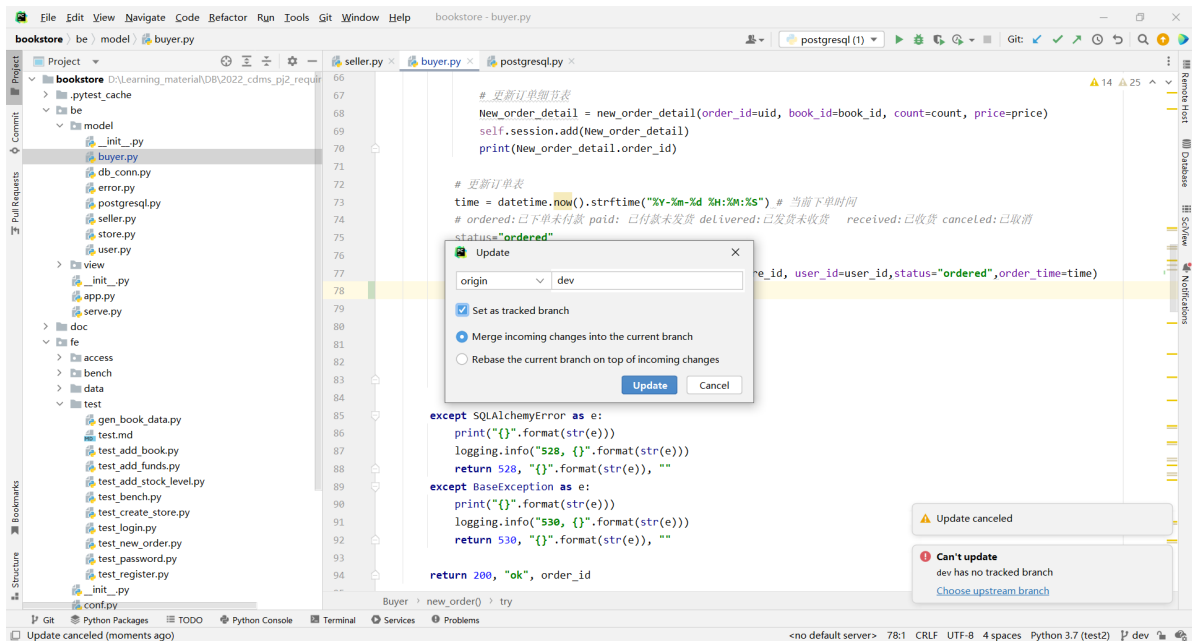 File Edit View Navigate Code Refactor Run Tools Git Window Help bookstore - buyer.py
bookstore be model buyer.py postgresql (1) Git:
Project seller.py buyer.py postgresql.py
bookstore D:\Learning_material\DB\2022_cdms_pj2_requir
.pytest_cache
be
model
__init__.py
buyer.py
db_conn.py
error.py
postgresql.py
seller.py
store.py
user.py
view
__init__.py
app.py
serve.py
doc
fe
access
bench
data
test
gen_book_data.py
test.md
test_add_book.py
test_add_funds.py
test_add_stock_level.py
test_bench.py
test_create_store.py
test_login.py
test_new_order.py
test_password.py
test_register.py
__init__.py
conf.py
Project
Commit
Pull Requests
Bookmarks
Structure
66
67 # 更新订单细节表
68 New_order_detail = new_order_detail(order_id=uid, book_id=book_id, count=count, price=price)
69 self.session.add(New_order_detail)
70 print(New_order_detail.order_id)
71
72 # 更新订单表
73 time = datetime.now().strftime("%Y-%m-%d %H:%M:%S") # 当前下单时间
74 # ordered:已下单未付款 paid: 已付款未发货 delivered:已发货未收货 received:已收货 canceled:已取消
75 status="ordered"
76
77 re_id, user_id=user_id,status="ordered",order_time=time)
78
79
80
81
82
83
84
85 except SQLAlchemyError as e:
86 print("{}".format(str(e)))
87 logging.info("528, {}".format(str(e)))
88 return 528, "{}".format(str(e)), ""
89 except BaseException as e:
90 print("{}".format(str(e)))
91 logging.info("530, {}".format(str(e)))
92 return 530, "{}".format(str(e)), ""
93
94 return 200, "ok", order_id
14 25
Update
origin dev
Set as tracked branch
Merge incoming changes into the current branch
Rebase the current branch on top of incoming changes
Update Cancel
Update canceled
Can't update
dev has no tracked branch
Choose upstream branch
Remote Host
Database
SciView
Notifications
Buyer new_order() try
Git Python Packages TODO Python Console Terminal Services Problems
Update canceled (moments ago) <no default server> 78:1 CRLF UTF-8 4 spaces Python 3.7 (test2) dev